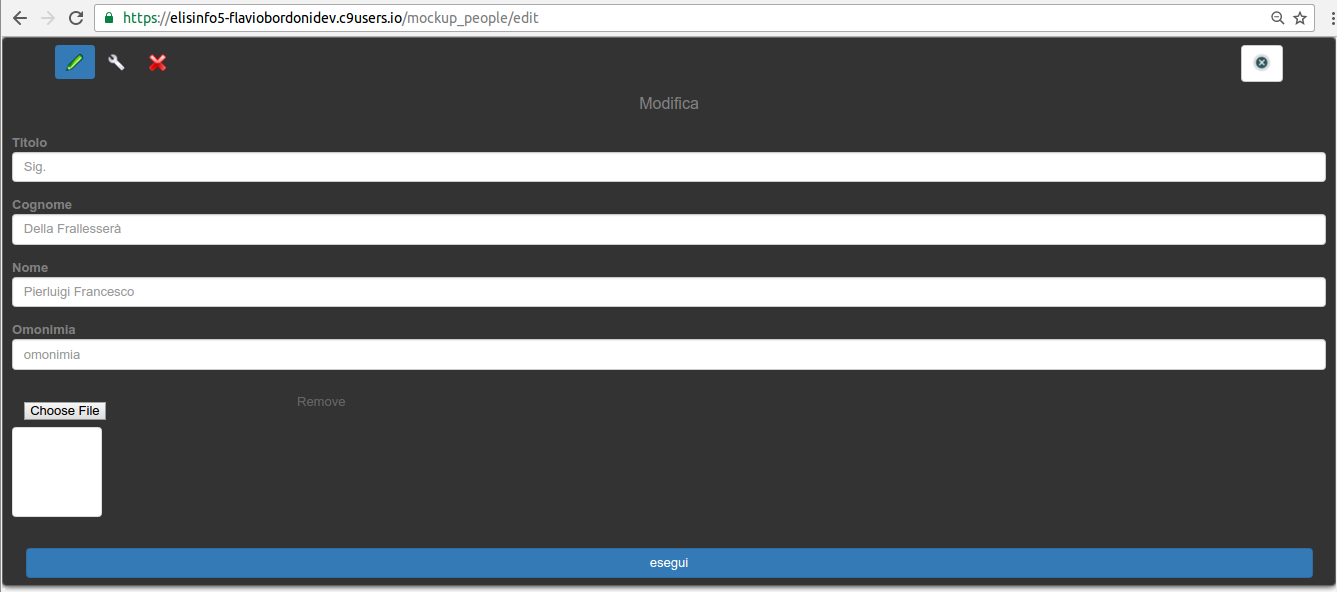 https://elisinfo5-flaviobordonidev.c9users.io/mockup_people/edit
Modifica
Titolo
Sig.
Cognome
Della Frallesserà
Nome
Pierluigi Francesco
Omonimia
omonimia
Choose File
Remove
esegui